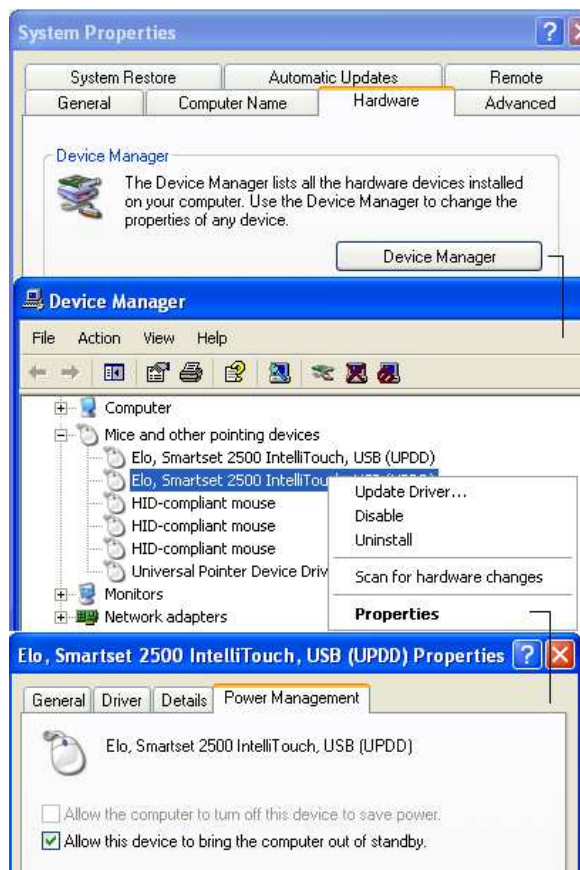 System Properties
System Restore Automatic Updates Remote
General Computer Name Hardware Advanced
Device Manager
The Device Manager lists all the hardware devices installed
on your computer. Use the Device Manager to change the
properties of any device.
Device Manager
Device Manager
File Action View Help
Computer
Mice and other pointing devices
Elo, Smartset 2500 IntelliTouch, USB (UPDD)
Elo, Smartset 2500 IntelliTouch, USB (UPDD)
HID-compliant mouse
HID-compliant mouse
HID-compliant mouse
Universal Pointer Device Driv
Monitors
Network adapters
Update Driver...
Disable
Uninstall
Scan for hardware changes
Properties
Elo, Smartset 2500 IntelliTouch, USB (UPDD) Properties
General Driver Details Power Management
Elo, Smartset 2500 IntelliTouch, USB (UPDD)
Allow the computer to turn off this device to save power.
Allow this device to bring the computer out of standby.